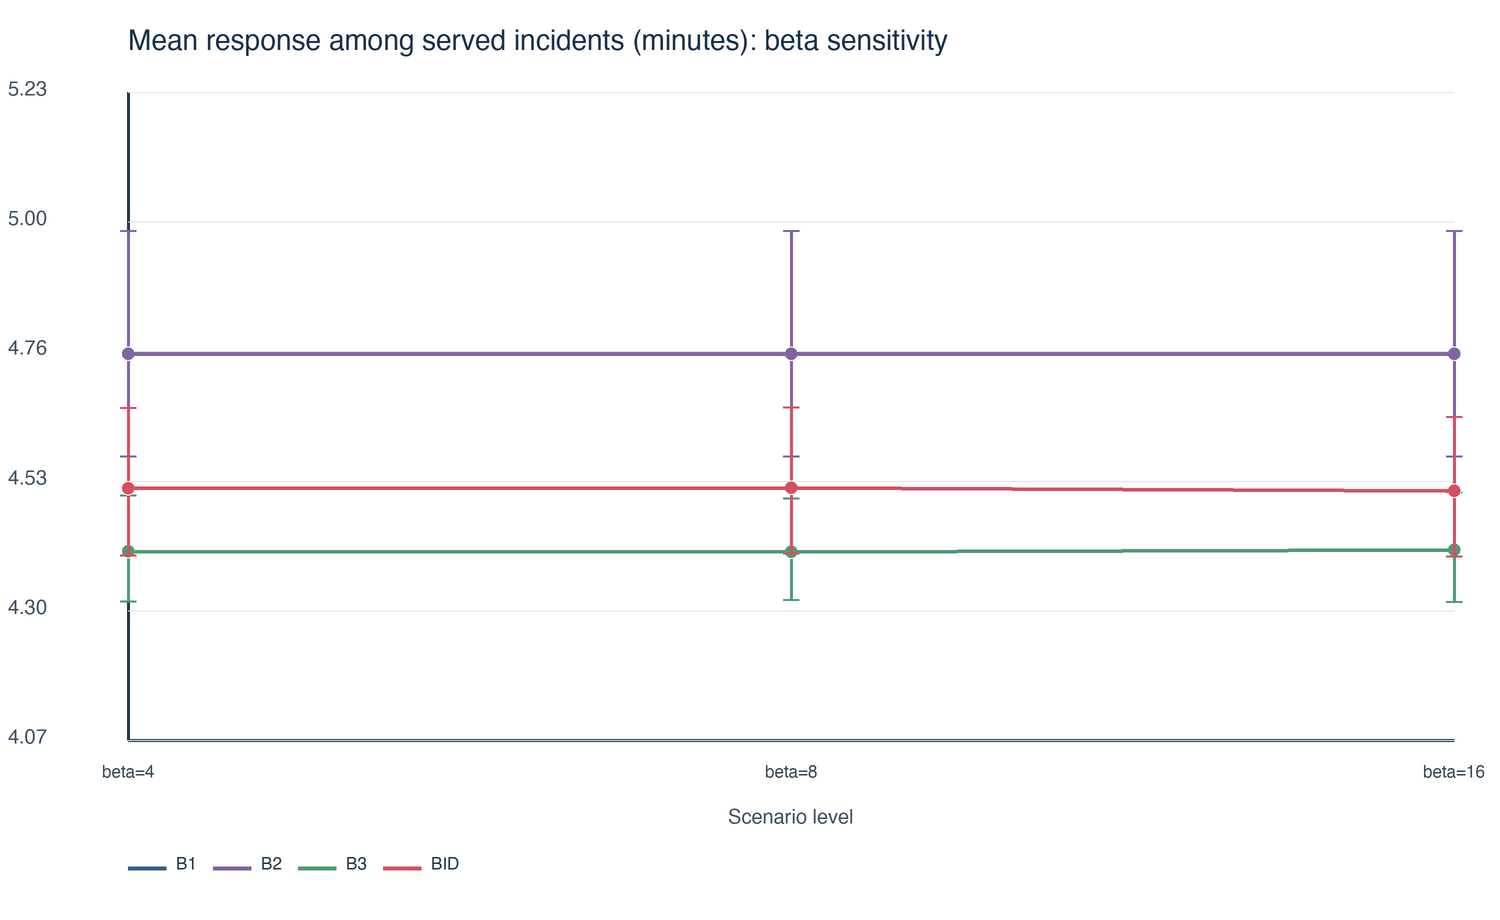 Mean response among served incidents (minutes): beta sensitivity
5.23
5.00
4.76
4.53
4.30
4.07
beta=4 beta=8 beta=16
Scenario level
B1 B2 B3 BID